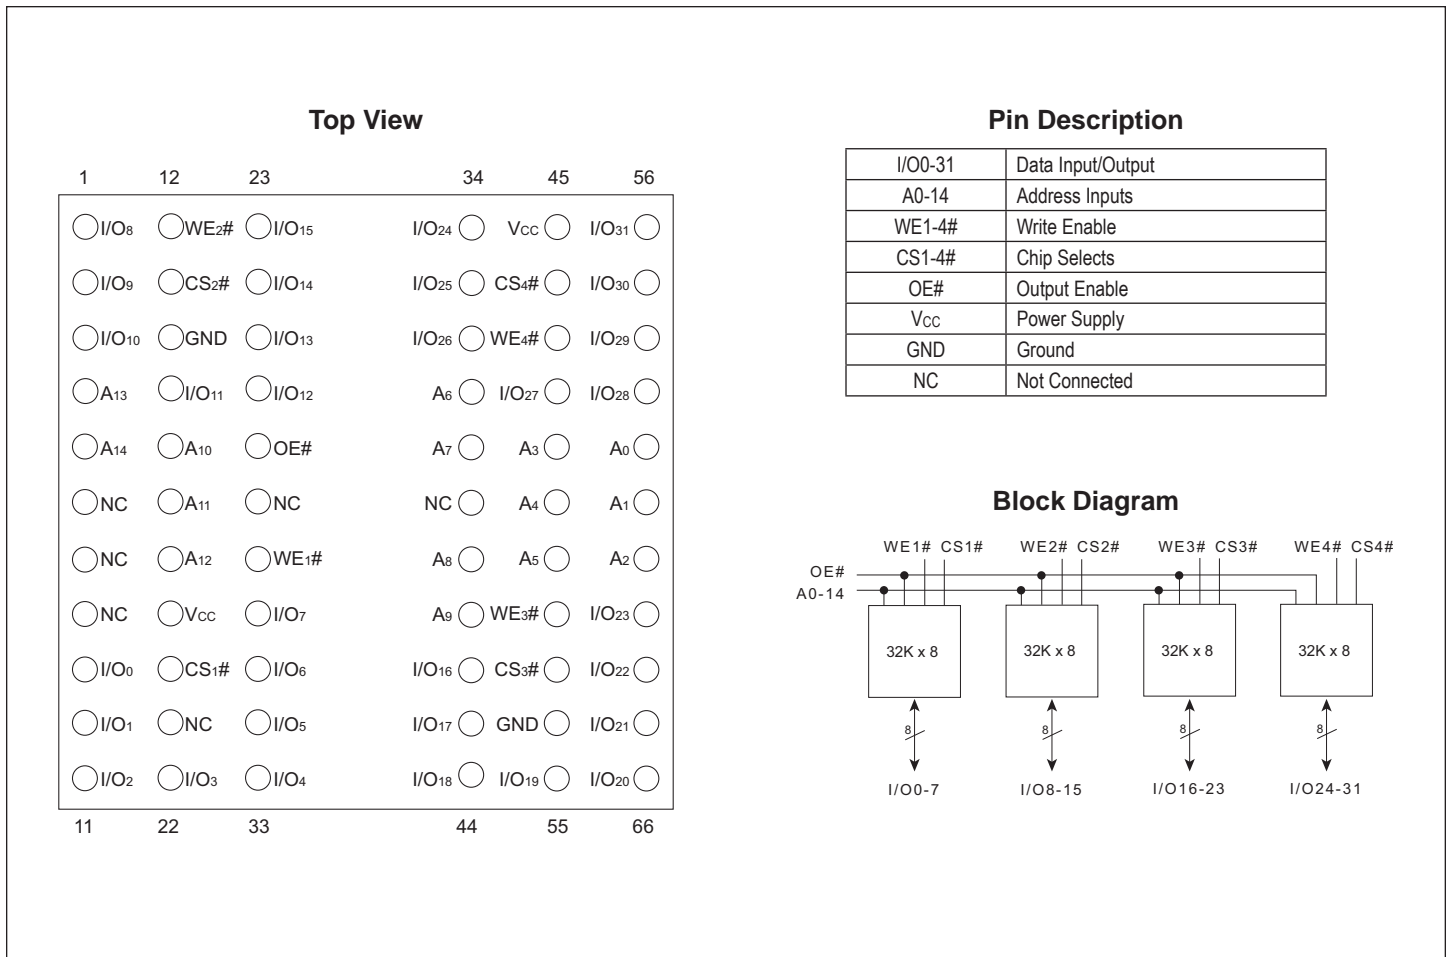 Top View
1 12 23 34 45 56
I/O8 WE2# I/O15 I/O24 VCC I/O31
I/O9 CS2# I/O14 I/O25 CS4# I/O30
I/O10 GND I/O13 I/O26 WE4# I/O29
A13 I/O11 I/O12 A6 I/O27 I/O28
A14 A10 OE# A7 A3 A0
NC A11 NC NC A4 A1
NC A12 WE1# A8 A5 A2
NC VCC I/O7 A9 WE3# I/O23
I/O0 CS1# I/O6 I/O16 CS3# I/O22
I/O1 NC I/O5 I/O17 GND I/O21
I/O2 I/O3 I/O4 I/O18 I/O19 I/O20
11 22 33 44 55 66
Pin Description
I/O0-31 Data Input/Output
A0-14 Address Inputs
WE1-4# Write Enable
CS1-4# Chip Selects
OE# Output Enable
VCC Power Supply
GND Ground
NC Not Connected
Block Diagram
WE1# CS1# WE2# CS2# WE3# CS3# WE4# CS4#
OE#
A0-14
32K x 8 32K x 8 32K x 8 32K x 8
8 8 8 8
I/O0-7 I/O8-15 I/O16-23 I/O24-31